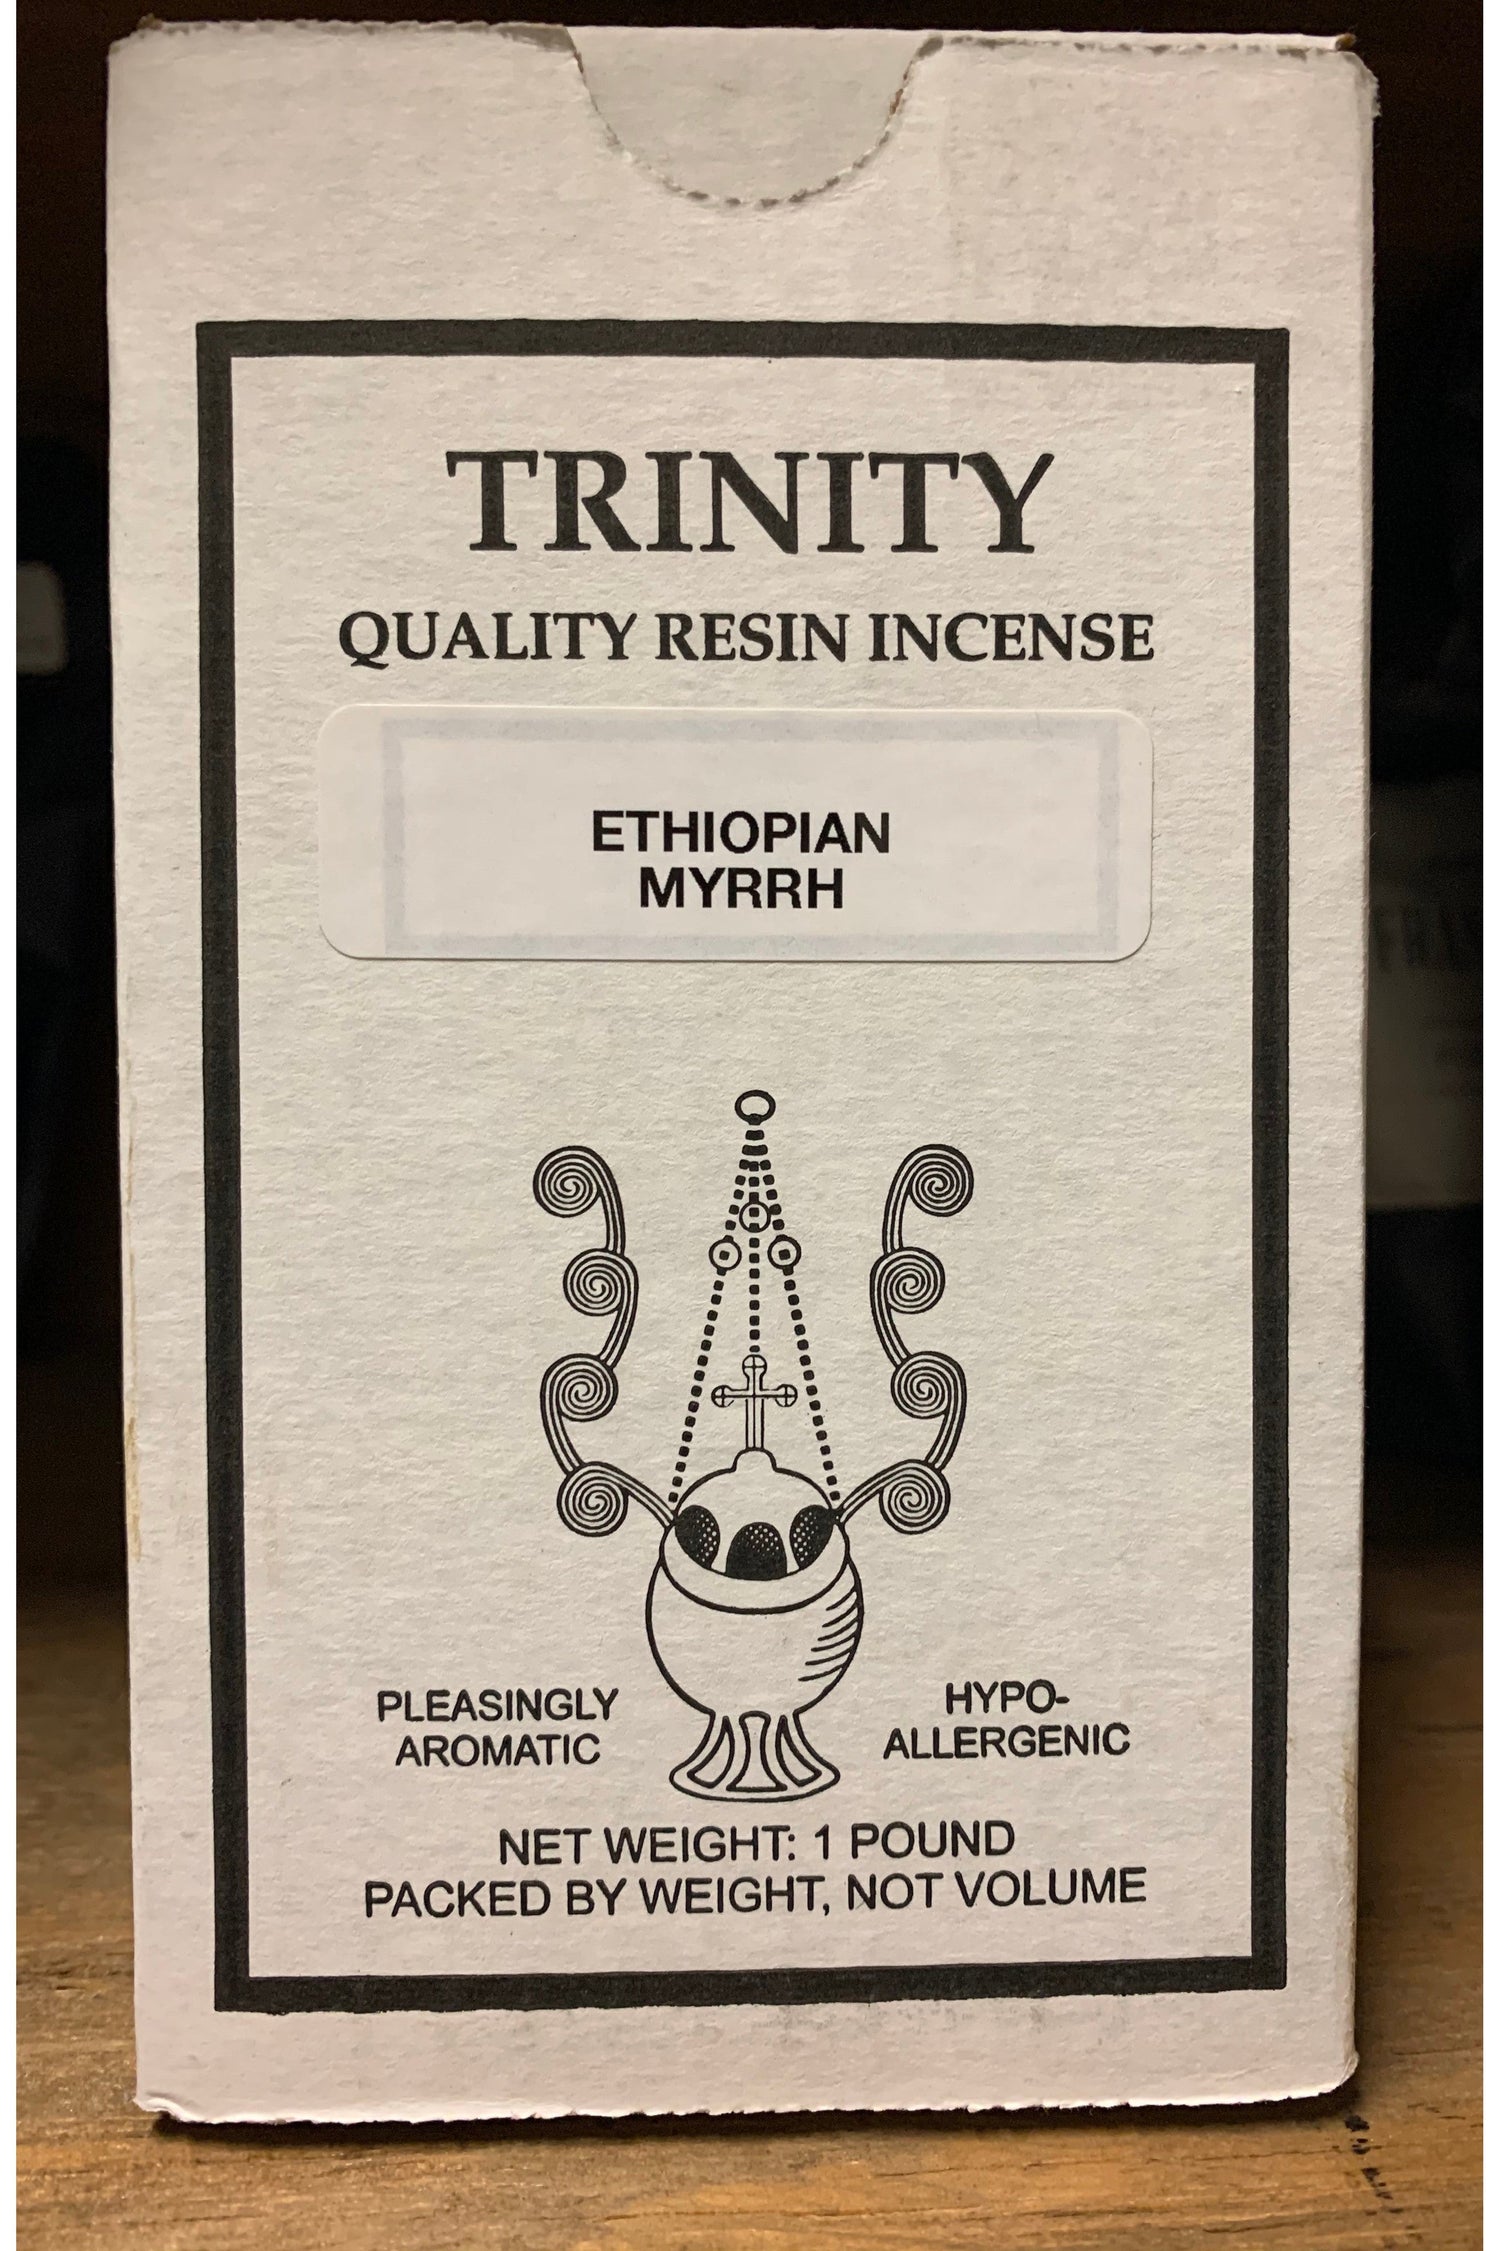 TRINITY
QUALITY RESIN INCENSE
ETHIOPIAN
MYRRH
PLEASINGLY
AROMATIC
HYPO-
ALLERGENIC
NET WEIGHT: 1 POUND
PACKED BY WEIGHT, NOT VOLUME